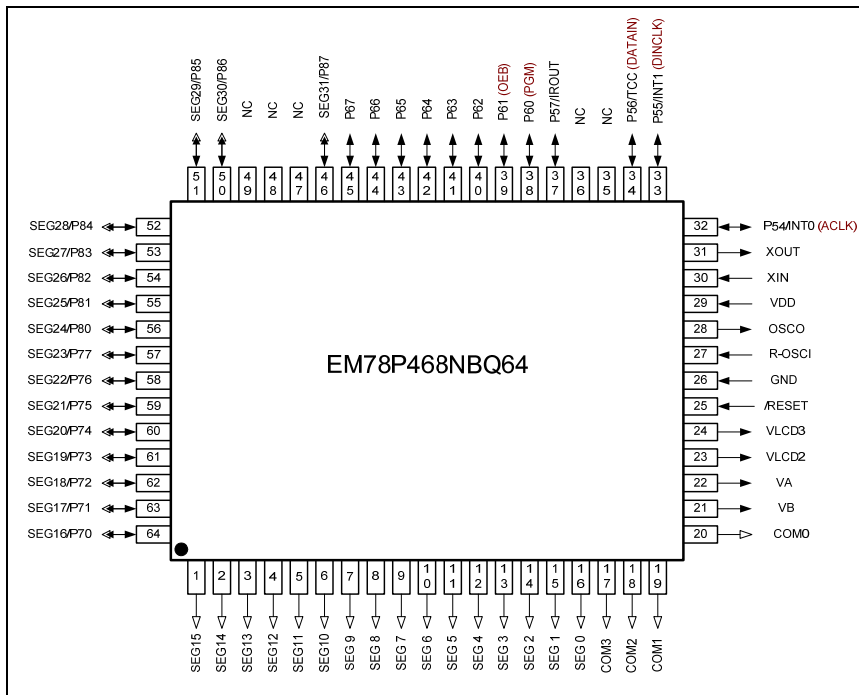 SEG29/P85
SEG30/P86
NC
NC
NC
SEG31/P87
P67
P66
P65
P64
P63
P62
P61 (OEB)
P60 (PGM)
P57/IROUT
NC
NC
P56/TCC (DATAIN)
P55/INT1 (DINCLK)
51
50
49
48
47
46
45
44
43
42
41
40
39
38
37
36
35
34
33
SEG28/P84 52
SEG27/P83 53
SEG26/P82 54
SEG25/P81 55
SEG24/P80 56
SEG23/P77 57
SEG22/P76 58
SEG21/P75 59
SEG20/P74 60
SEG19/P73 61
SEG18/P72 62
SEG17/P71 63
SEG16/P70 64
EM78P468NBQ64
32 P54/INT0 (ACLK)
31 XOUT
30 XIN
29 VDD
28 OSCO
27 R-OSCI
26 GND
25 /RESET
24 VLCD3
23 VLCD2
22 VA
21 VB
20 COM0
1
2
3
4
5
6
7
8
9
10
11
12
13
14
15
16
17
18
19
SEG15
SEG14
SEG13
SEG12
SEG11
SEG10
SEG 9
SEG 8
SEG 7
SEG 6
SEG 5
SEG 4
SEG 3
SEG 2
SEG 1
SEG 0
COM3
COM2
COM1